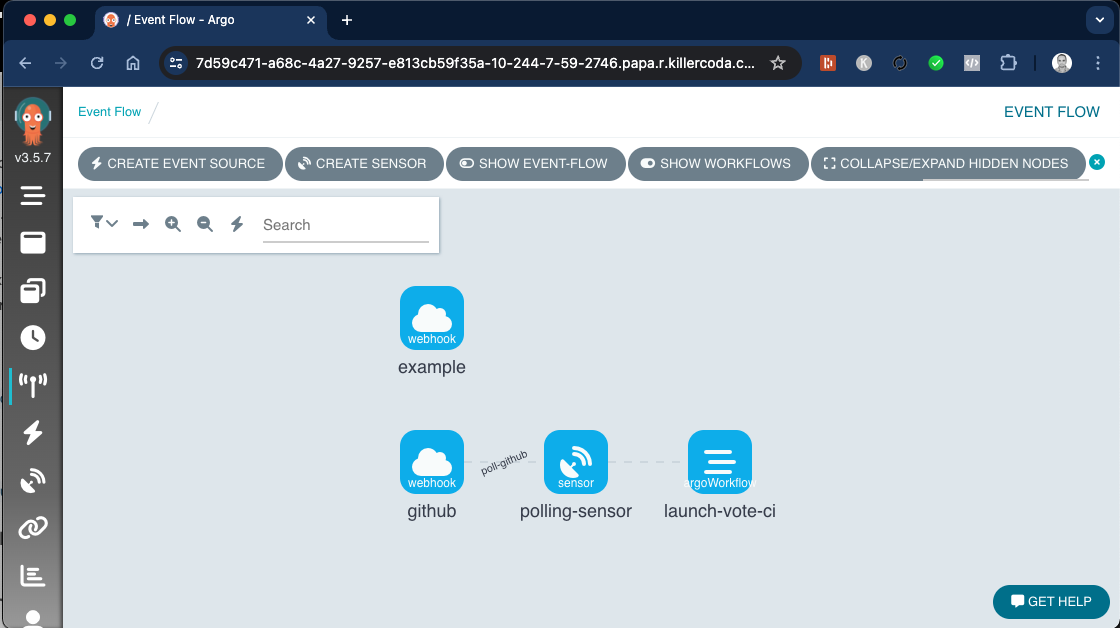 / Event Flow - Argo
7d59c471-a68c-4a27-9257-e813cb59f35a-10-244-7-59-2746.papa.r.killercoda.c...
K
v3.5.7
Event Flow
EVENT FLOW
CREATE EVENT SOURCE
CREATE SENSOR
SHOW EVENT-FLOW
SHOW WORKFLOWS
COLLAPSE/EXPAND HIDDEN NODES
Search
webhook
example
webhook
github
poll-github
sensor
polling-sensor
argoWorkflow
launch-vote-ci
GET HELP